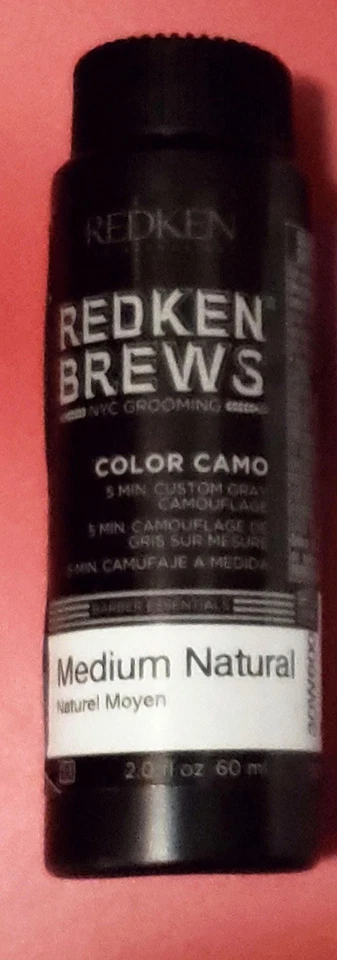 REDKEN
REDKEN
BREWS
NYC GROOMING
COLOR CAMO
5 MIN. CUSTOM GRAY
CAMOUFLAGE
5 MIN. CAMOUFLAGE DE
GRIS SUR MESURE
5 MIN. CAMUFAJE A MEDIDA
BARBER ESSENTIALS
Medium Natural
Naturel Moyen
2.0 fl oz 60 ml